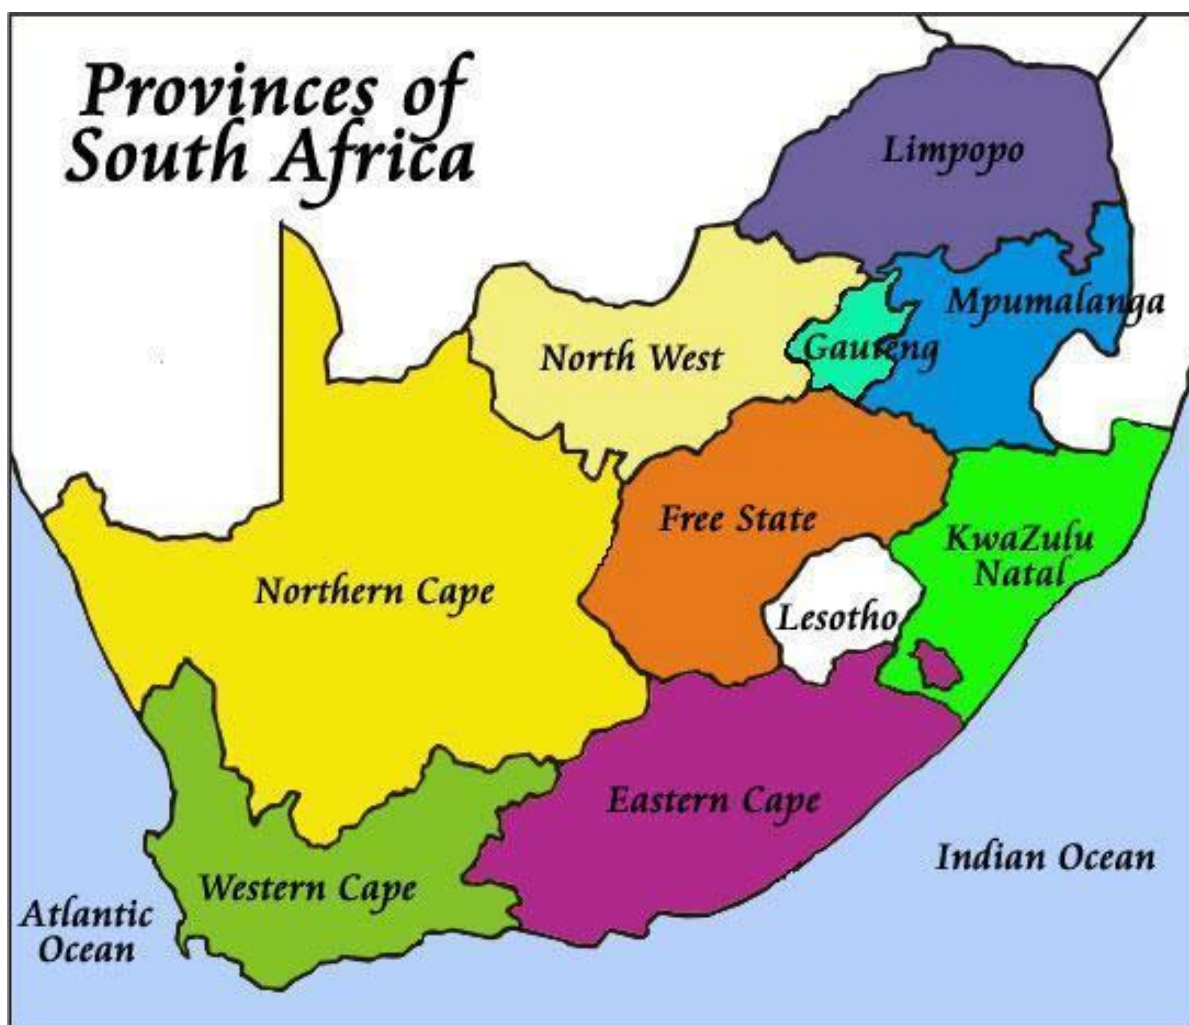 Provinces of
South Africa
Limpopo
Mpumalanga
Gauteng
North West
Free State
KwaZulu
Natal
Northern Cape
Lesotho
Eastern Cape
Indian Ocean
Western Cape
Atlantic
Ocean